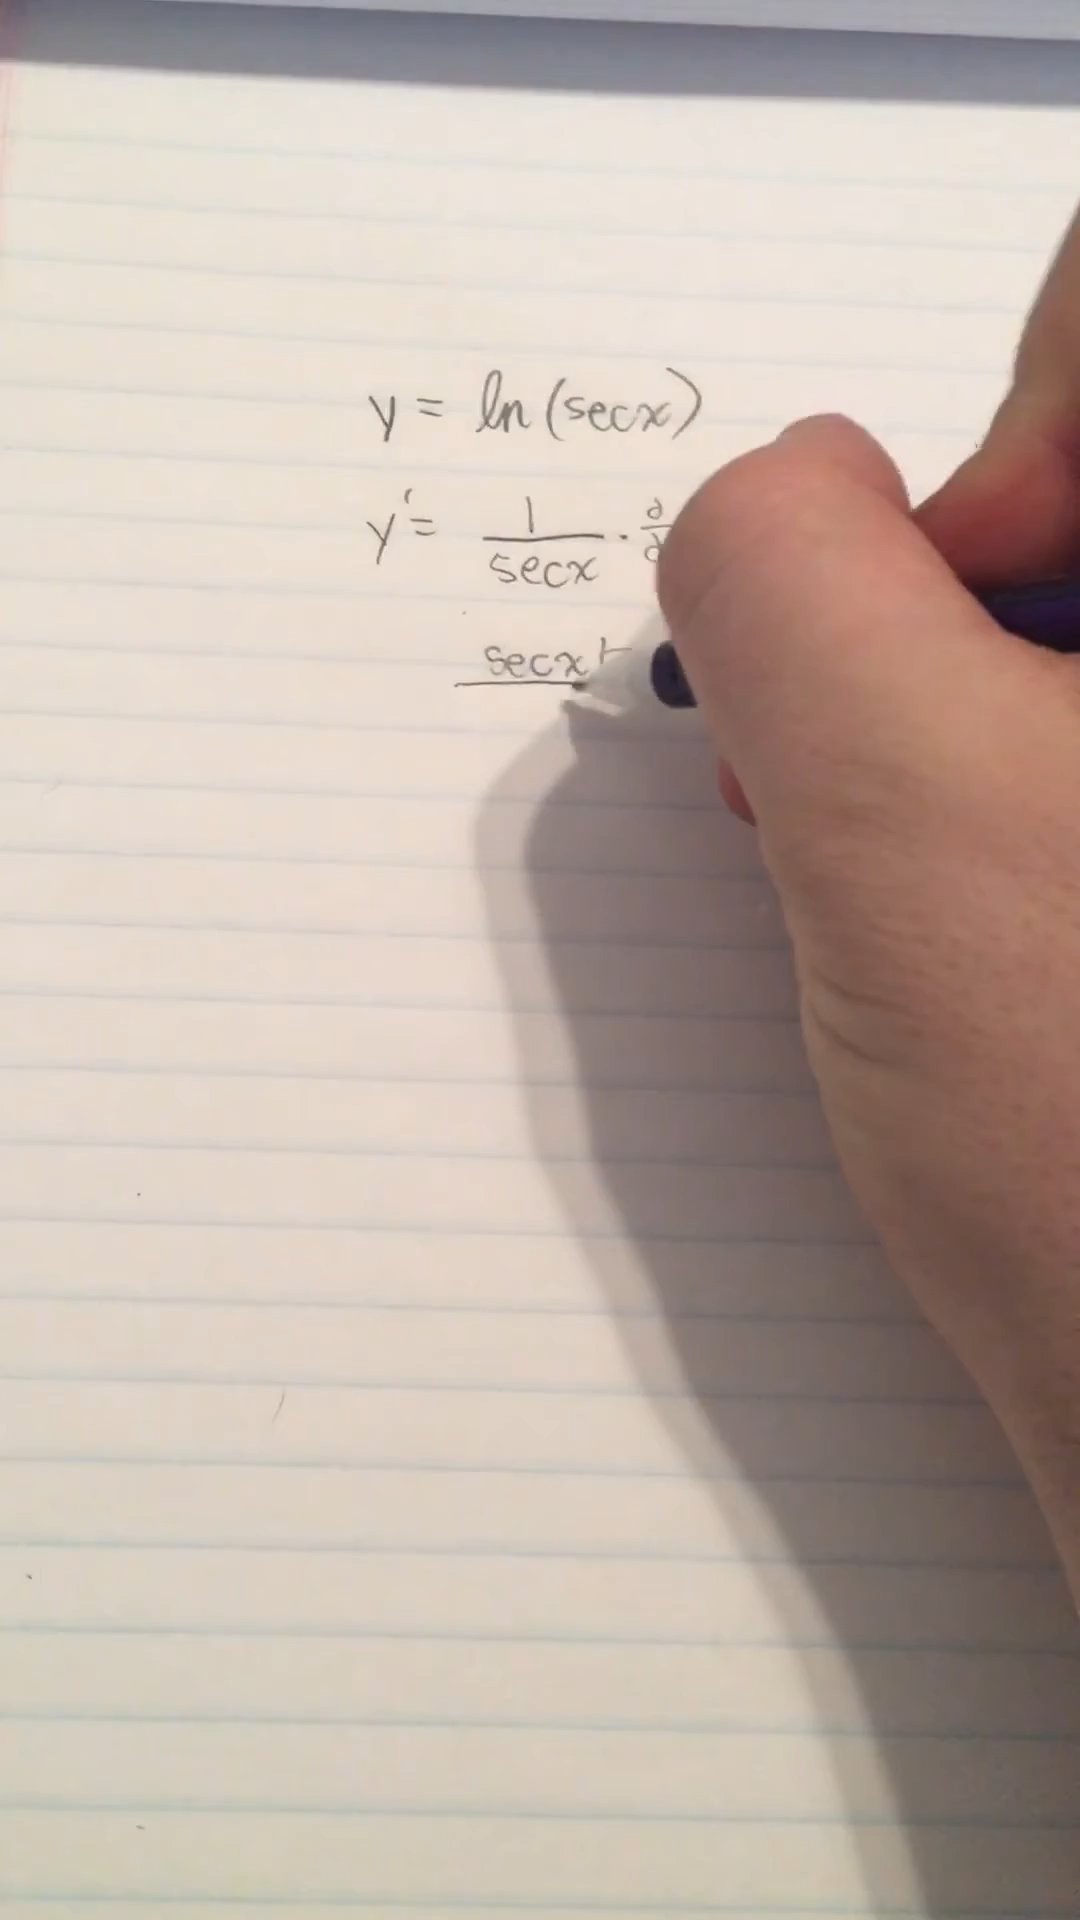 y = ln (secx)
y' = 1/secx ·
secx